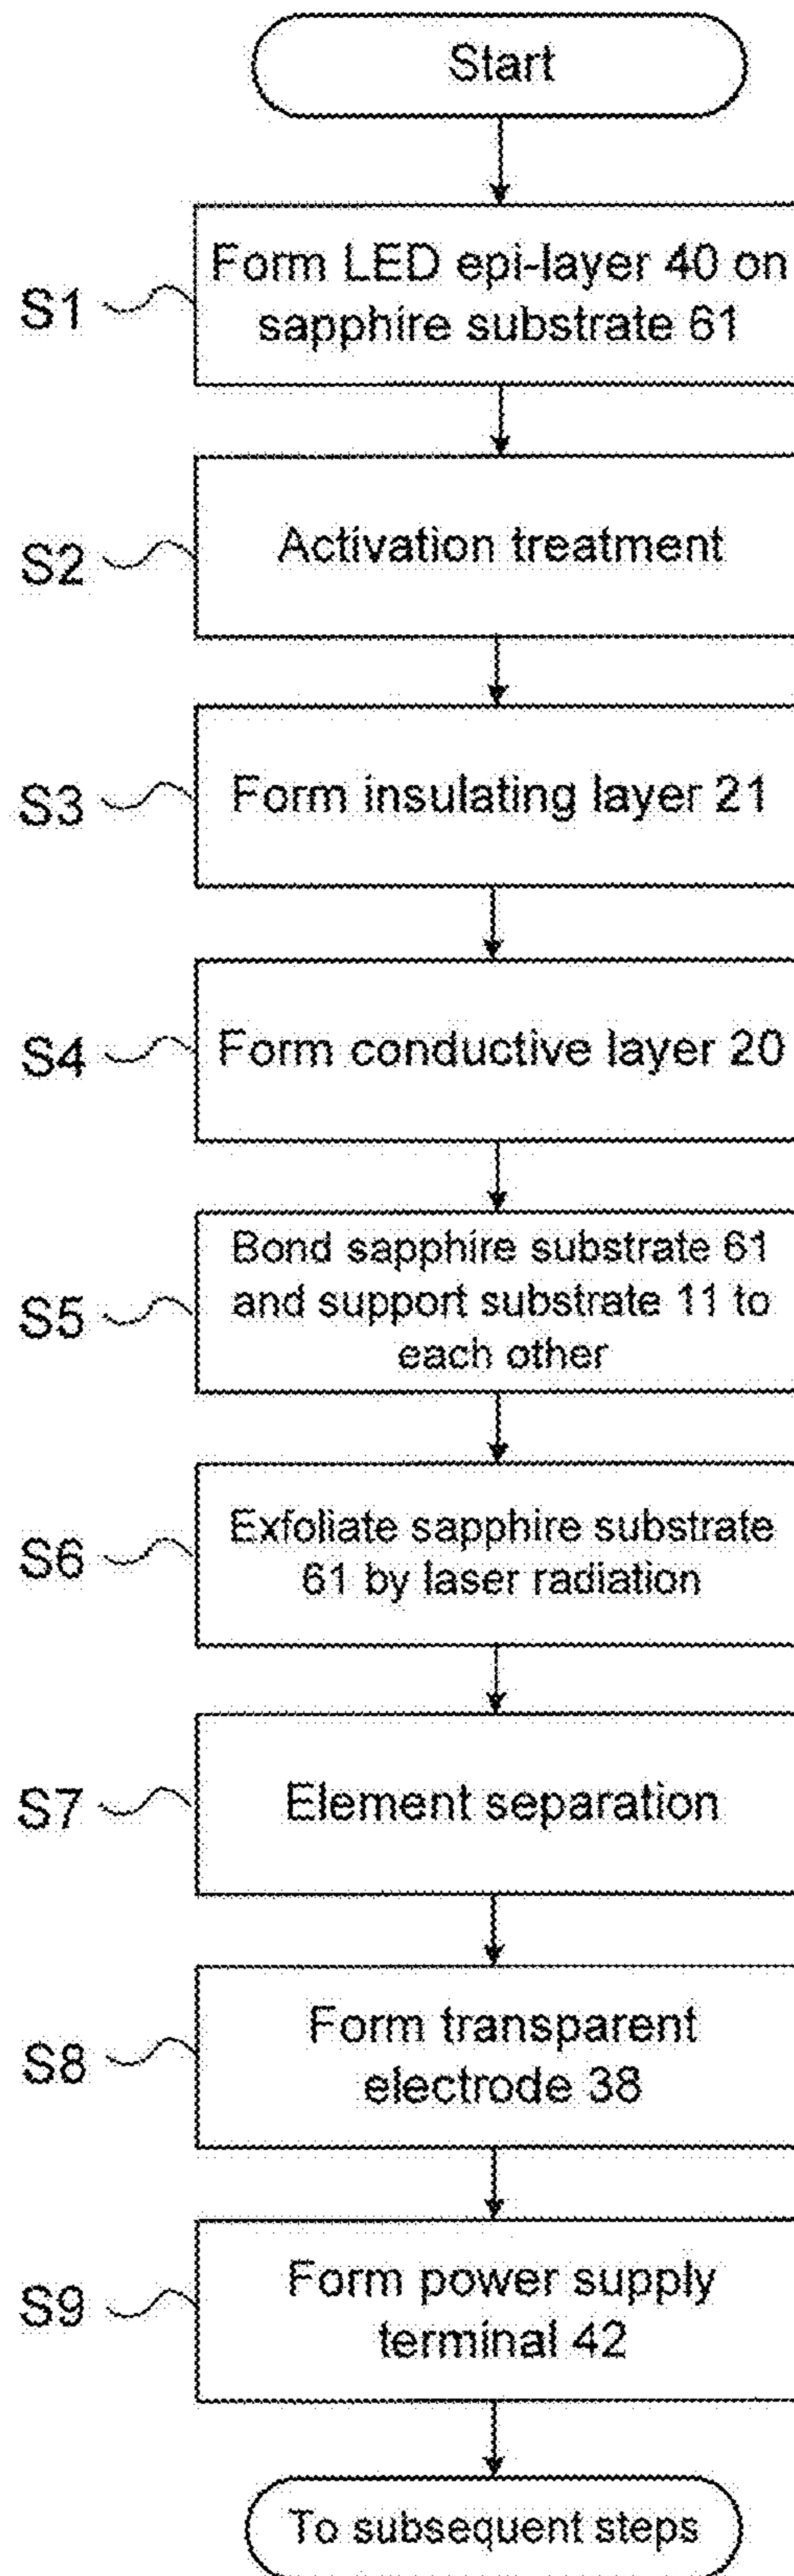 Start
S1
Form LED epi-layer 40 on
sapphire substrate 61
S2
Activation treatment
S3
Form insulating layer 21
S4
Form conductive layer 20
S5
Bond sapphire substrate 61
and support substrate 11 to
each other
S6
Exfoliate sapphire substrate
61 by laser radiation
S7
Element separation
S8
Form transparent
electrode 38
S9
Form power supply
terminal 42
To subsequent steps